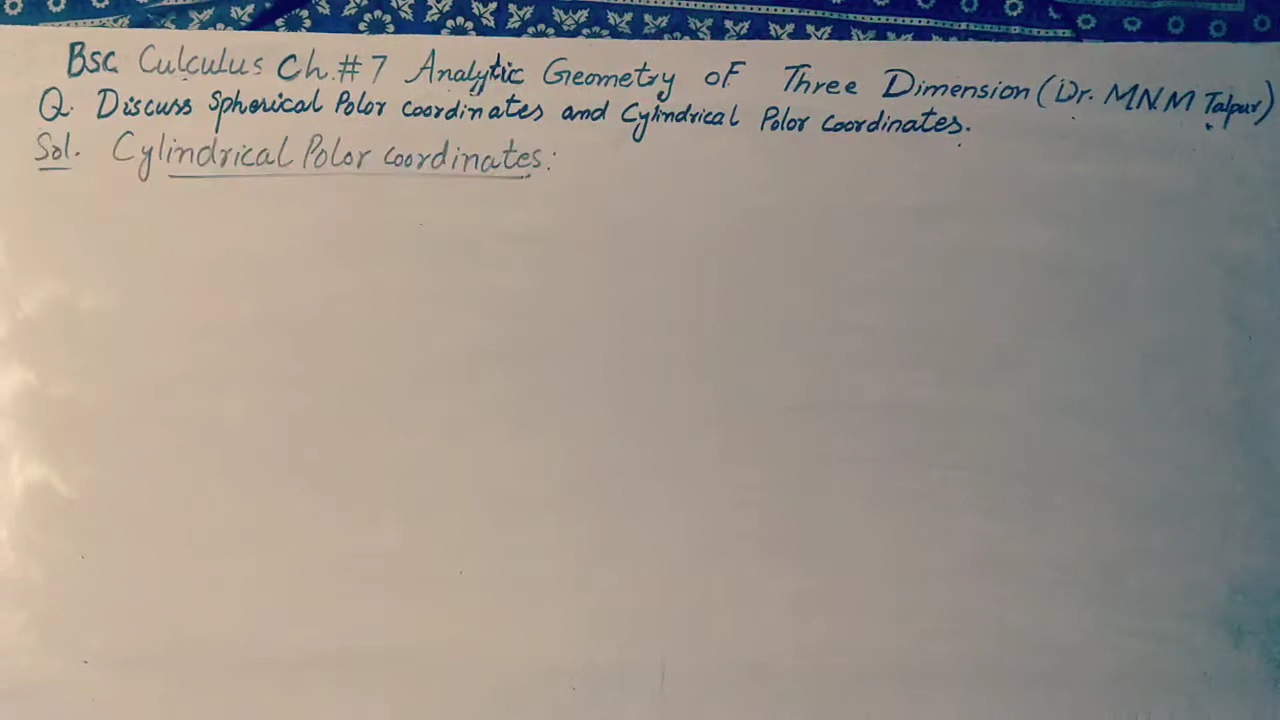 Bsc Culculus Ch.#7 Analytic Geometry of Three Dimension (Dr. M.N.M Talpur)
Q. Discuss Spherical Polor coordinates and Cylindrical Polor Coordinates.
Sol. Cylindrical Polor coordinates: